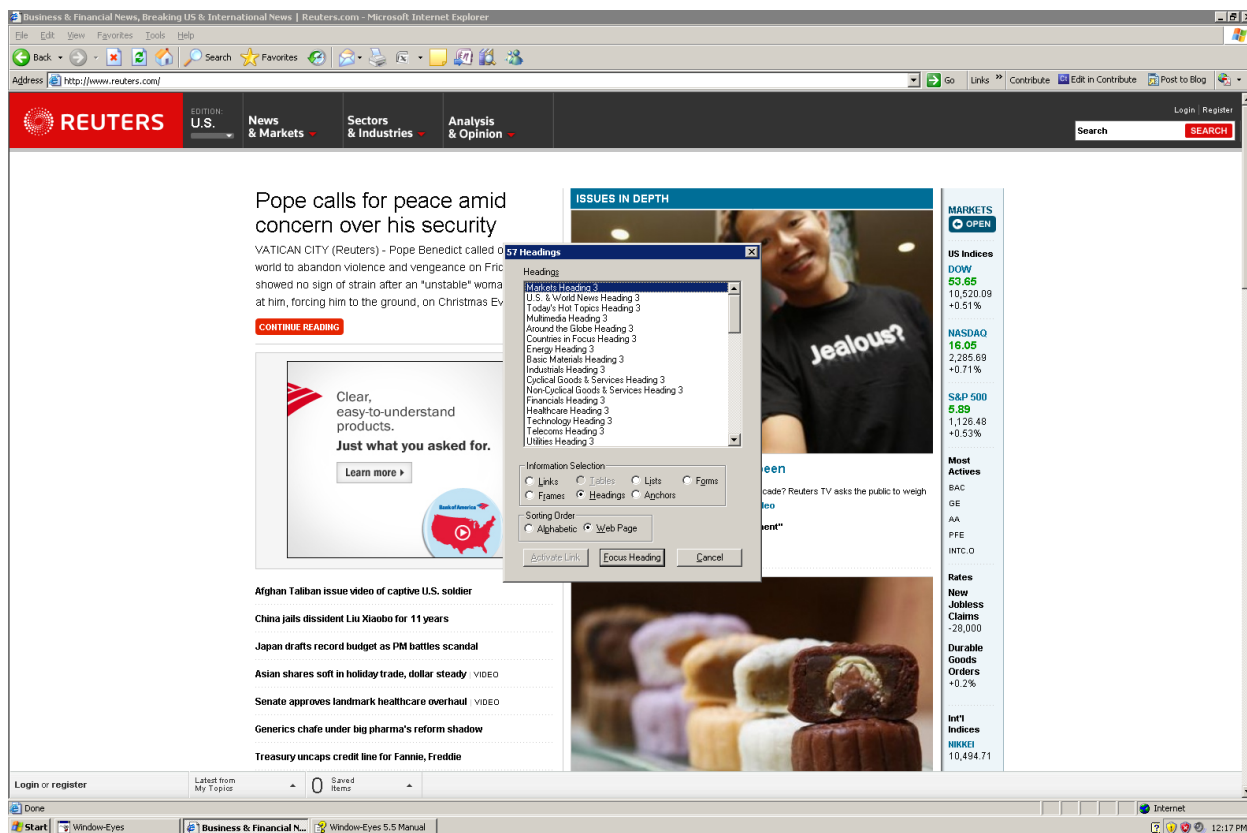 Business & Financial News, Breaking US & International News | Reuters.com - Microsoft Internet Explorer
File Edit View Favorites Tools Help
Back Search Favorites
Address http://www.reuters.com/ Go Links » Contribute Edit in Contribute Post to Blog
REUTERS
EDITION:
U.S.
News
& Markets
Sectors
& Industries
Analysis
& Opinion
Login | Register
Search SEARCH
Pope calls for peace amid
concern over his security
VATICAN CITY (Reuters) - Pope Benedict called o
world to abandon violence and vengeance on Fric
showed no sign of strain after an "unstable" woma
at him, forcing him to the ground, on Christmas Ev
CONTINUE READING
Clear,
easy-to-understand
products.
Just what you asked for.
Learn more
Bank of America
Afghan Taliban issue video of captive U.S. soldier
China jails dissident Liu Xiaobo for 11 years
Japan drafts record budget as PM battles scandal
Asian shares soft in holiday trade, dollar steady | VIDEO
Senate approves landmark healthcare overhaul | VIDEO
Generics chafe under big pharma's reform shadow
Treasury uncaps credit line for Fannie, Freddie
ISSUES IN DEPTH
Jealous?
57 Headings
Headings
Markets Heading 3
U.S. & World News Heading 3
Today's Hot Topics Heading 3
Multimedia Heading 3
Around the Globe Heading 3
Countries in Focus Heading 3
Energy Heading 3
Basic Materials Heading 3
Industrials Heading 3
Cyclical Goods & Services Heading 3
Non-Cyclical Goods & Services Heading 3
Financials Heading 3
Healthcare Heading 3
Technology Heading 3
Telecoms Heading 3
Utilities Heading 3
Information Selection
Links Tables Lists Forms
Frames Headings Anchors
Sorting Order
Alphabetic Web Page
Activate Link Focus Heading Cancel
een
cade? Reuters TV asks the public to weigh
eo
ent"
MARKETS
OPEN
US Indices
DOW
53.65
10,520.09
+0.51%
NASDAQ
16.05
2,285.69
+0.71%
S&P 500
5.89
1,126.48
+0.53%
Most
Actives
BAC
GE
AA
PFE
INTC.O
Rates
New
Jobless
Claims
-28,000
Durable
Goods
Orders
+0.2%
Int'l
Indices
NIKKEI
10,494.71
Login or register
Latest from
My Topics
0 Saved
Items
Done Internet
Start Window-Eyes Business & Financial N... Window-Eyes 5.5 Manual 12:17 PM